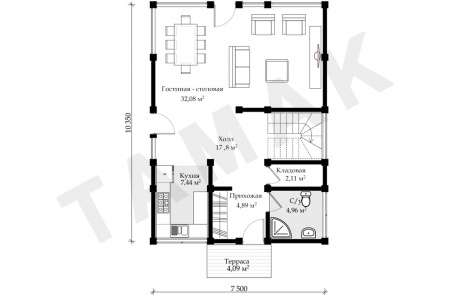 Гостиная - столовая
32,08 м²
10 350
Холл
17,8 м²
Кладовая
2,11 м²
Кухня
7,44 м²
Прихожая
4,89 м²
С/у
4,96 м²
Терраса
4,09 м²
7 500
TAMAK